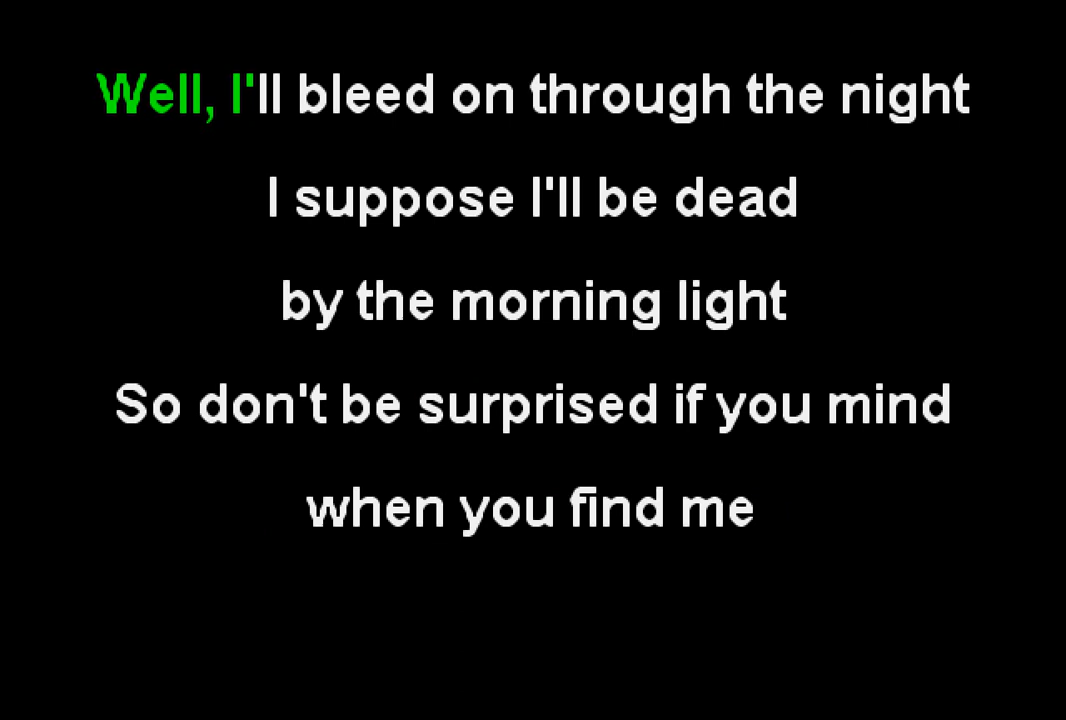 Well, I'll bleed on through the night
I suppose I'll be dead
by the morning light
So don't be surprised if you mind
when you find me